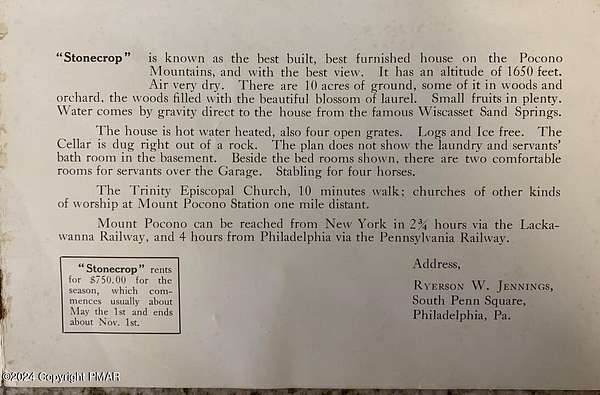 "Stonecrop" is known as the best built, best furnished house on the Pocono
Mountains, and with the best view. It has an altitude of 1650 feet.
Air very dry. There are 10 acres of ground, some of it in woods and
orchard, the woods filled with the beautiful blossom of laurel. Small fruits in plenty.
Water comes by gravity direct to the house from the famous Wiscasset Sand Springs.
The house is hot water heated, also four open grates. Logs and Ice free. The
Cellar is dug right out of a rock. The plan does not show the laundry and servants'
bath room in the basement. Beside the bed rooms shown, there are two comfortable
rooms for servants over the Garage. Stabling for four horses.
The Trinity Episcopal Church, 10 minutes walk; churches of other kinds
of worship at Mount Pocono Station one mile distant.
Mount Pocono can be reached from New York in 2¾ hours via the Lacka-
wanna Railway, and 4 hours from Philadelphia via the Pennsylvania Railway.
"Stonecrop" rents
for $750.00 for the
season, which com-
mences usually about
May the 1st and ends
about Nov. 1st.
Address,
Ryerson W. Jennings,
South Penn Square,
Philadelphia, Pa.
©2024 Copyright PMAR